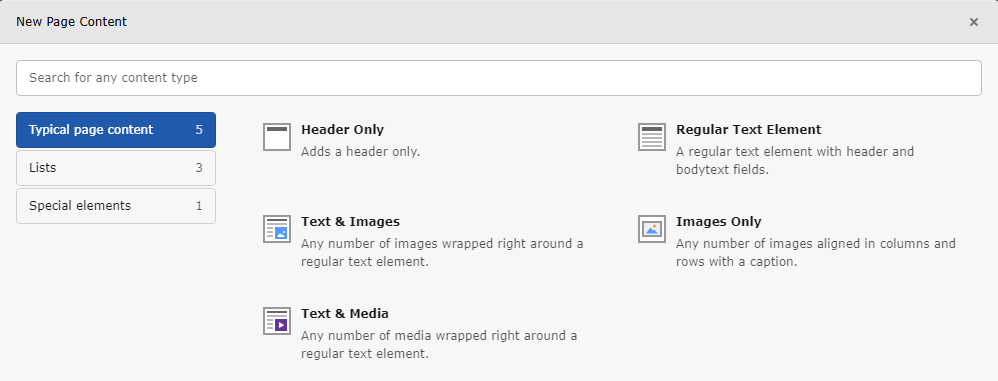 New Page Content ×
Search for any content type
Typical page content 5
Lists 3
Special elements 1
Header Only
Adds a header only.
Regular Text Element
A regular text element with header and
bodytext fields.
Text & Images
Any number of images wrapped right around a
regular text element.
Images Only
Any number of images aligned in columns and
rows with a caption.
Text & Media
Any number of media wrapped right around a
regular text element.